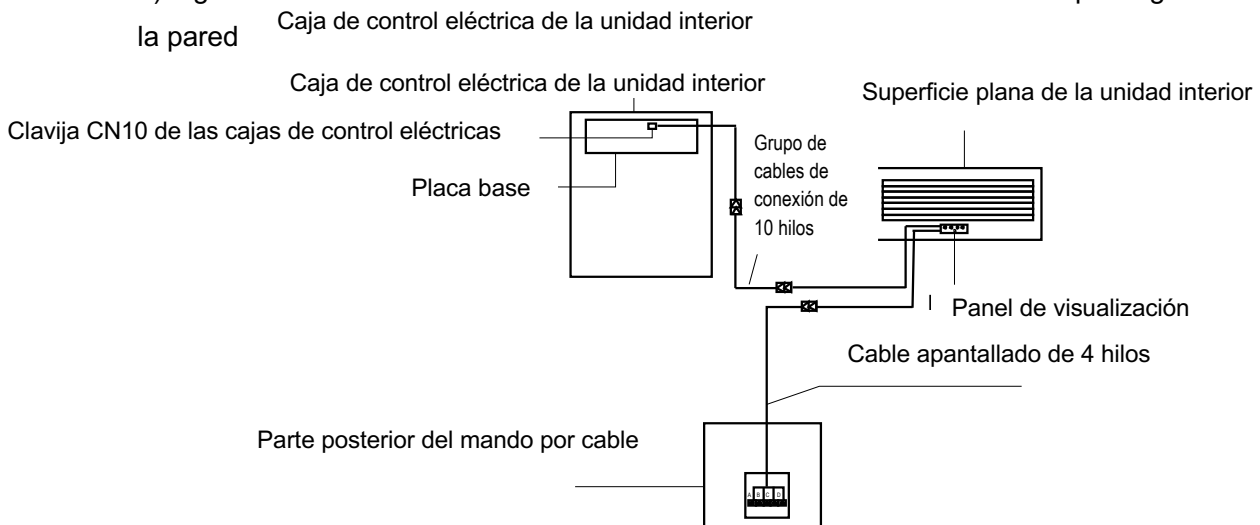 Caja de control eléctrica de la unidad interior
la pared
Caja de control eléctrica de la unidad interior
Superficie plana de la unidad interior
Clavija CN10 de las cajas de control eléctricas
Grupo de
cables de
conexión de
10 hilos
Placa base
Panel de visualización
Cable apantallado de 4 hilos
Parte posterior del mando por cable
A B C D